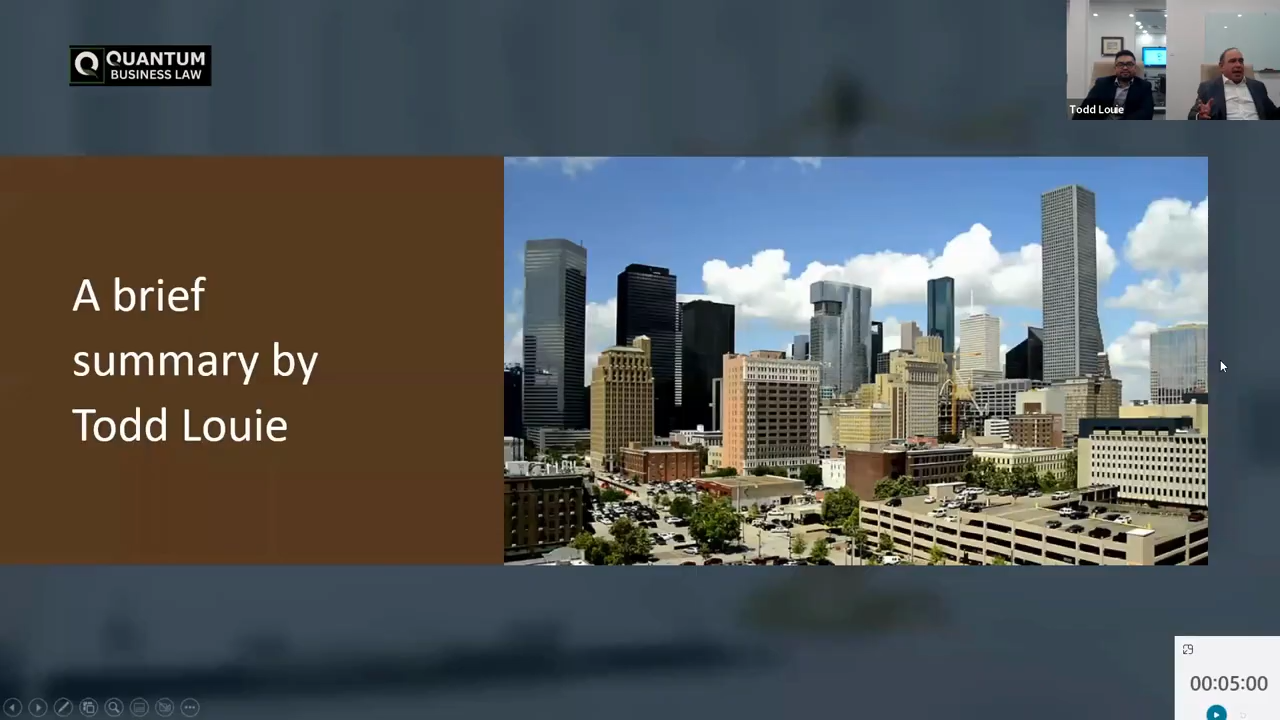 QUANTUM
BUSINESS LAW
Todd Louie
A brief
summary by
Todd Louie
00:05:00